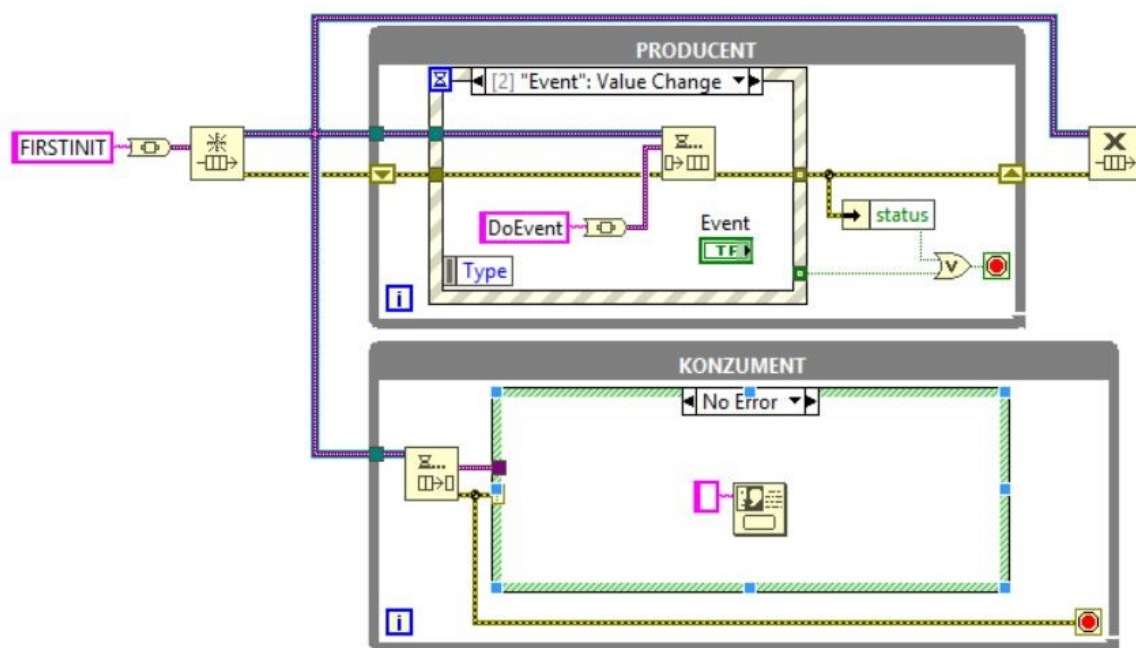 PRODUCENT
[2] "Event": Value Change
FIRSTINIT
status
Event
DoEvent
TF
V
Type
i
KONZUMENT
No Error
i